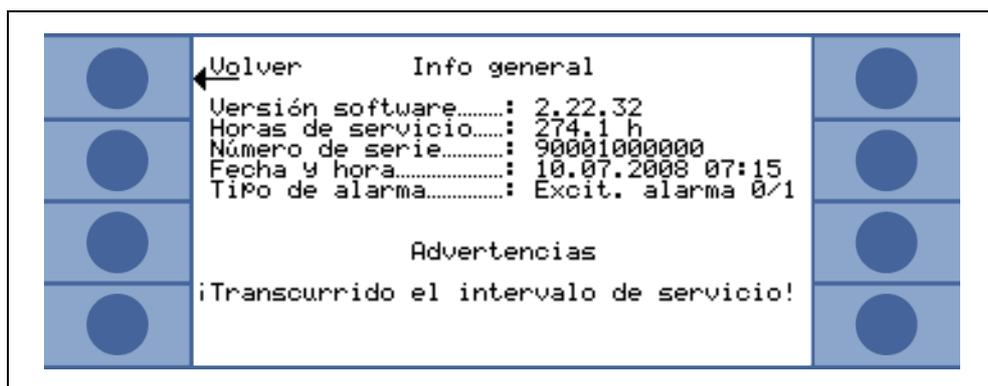 Volver Info general
Versión software........: 2.22.32
Horas de servicio.....: 274.1 h
Número de serie..........: 90001000000
Fecha y hora..................: 10.07.2008 07:15
Tipo de alarma.............: Excit. alarma 0/1
Advertencias
¡Transcurrido el intervalo de servicio!